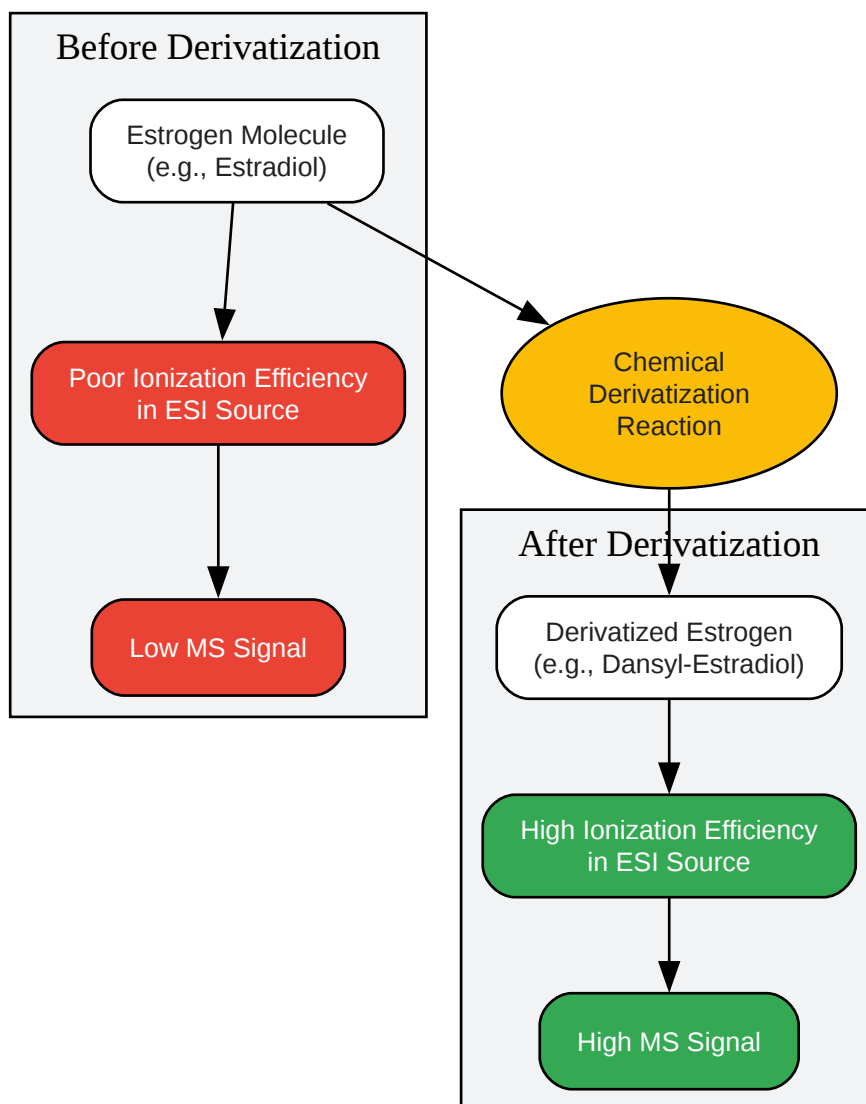 Before Derivatization
Estrogen Molecule
(e.g., Estradiol)
Poor Ionization Efficiency
in ESI Source
Low MS Signal
Chemical
Derivatization
Reaction
After Derivatization
Derivatized Estrogen
(e.g., Dansyl-Estradiol)
High Ionization Efficiency
in ESI Source
High MS Signal